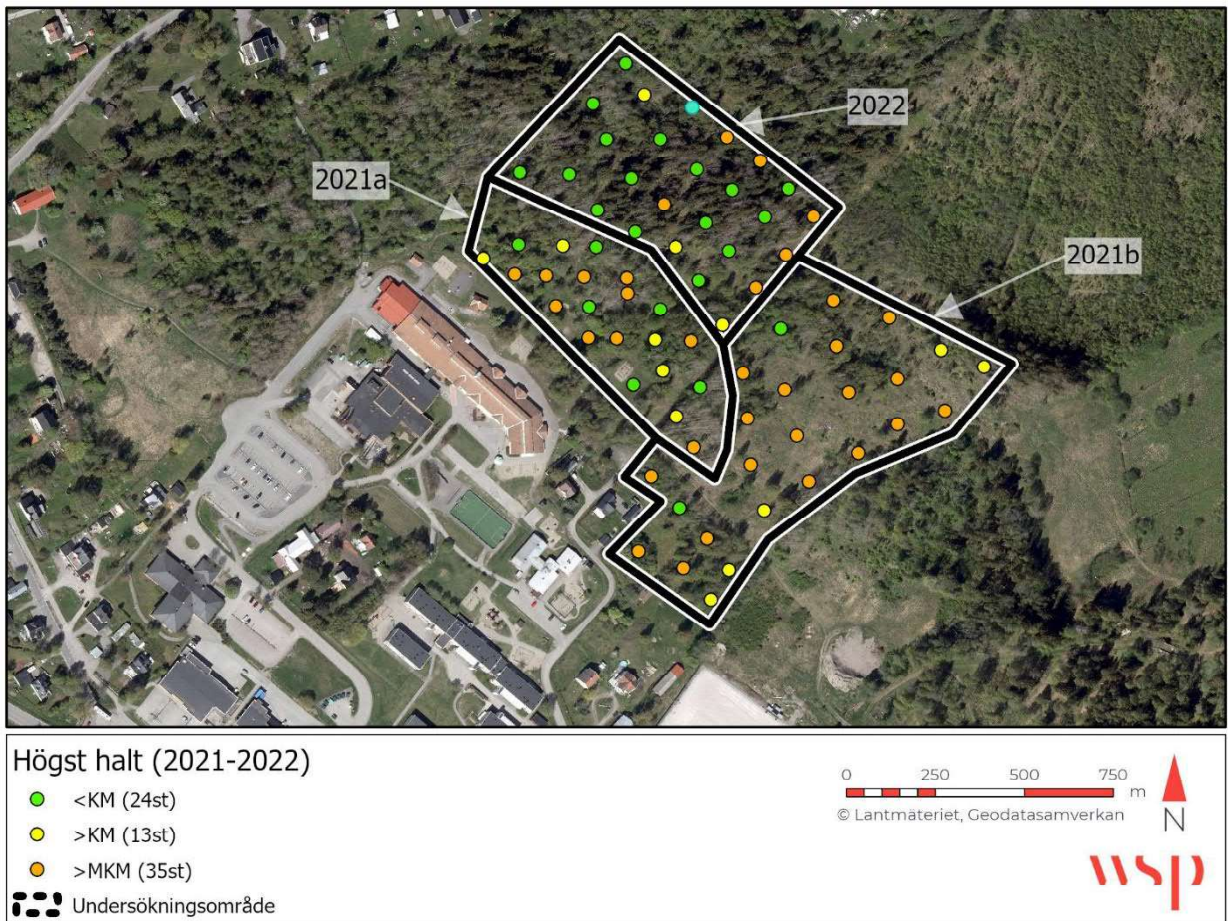 2022
2021a
2021b
Högst halt (2021-2022)
<KM (24st)
>KM (13st)
>MKM (35st)
Undersökningsområde
0 250 500 750 m
© Lantmäteriet, Geodatasamverkan
N
wsp